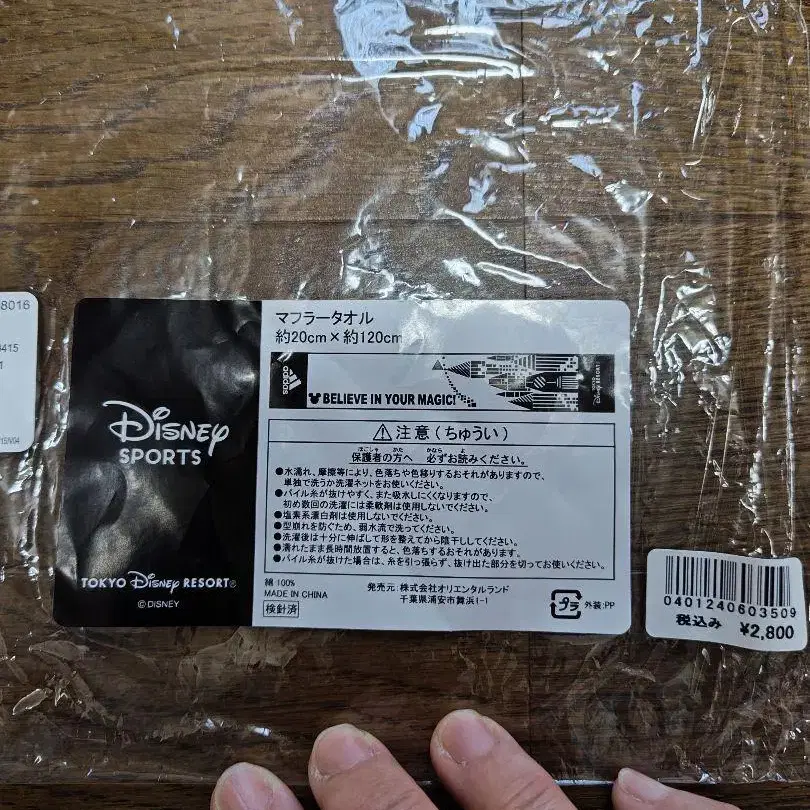 8016
415
1
DISNEY
SPORTS
TOKYO DISNEY RESORT®
©DISNEY
マフラータオル
約20cm×約120cm
adidas
BELIEVE IN YOUR MAGIC!
TOKYO DISNEY RESORT
⚠注意(ちゅうい)
ほごしゃ かた かなら よ
保護者の方へ 必ずお読みください。
●水濡れ、摩擦等により、色落ちや色移りするおそれがありますので、
単独で洗うか洗濯ネットをお使いください。
●パイル糸が抜けやすく、また吸水しにくくなりますので、
初め数回の洗濯には柔軟剤は使用しないでください。
●塩素系漂白剤は使用しないでください。
●型崩れを防ぐため、弱水流で洗ってください。
●洗濯後は十分に伸ばして形を整えてから陰干ししてください。
●濡れたまま長時間放置すると、色落ちするおそれがあります。
●パイル糸が抜けた場合は、糸を引っ張らず、抜け出た部分を切ってお使いください。
綿 100%
MADE IN CHINA
検針済
発売元:株式会社オリエンタルランド
千葉県浦安市舞浜1-1
プラ 外装:PP
0401240603509
税込み ¥2,800